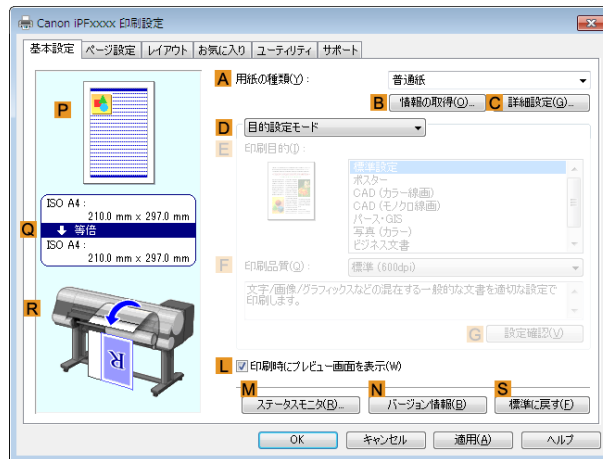 Canon iPFxxxx 印刷設定
基本設定 ページ設定 レイアウト お気に入り ユーティリティ サポート
A 用紙の種類(Y): 普通紙
B 情報の取得(O)... C 詳細設定(G)...
D 目的設定モード
E 印刷目的(I):
標準設定
ポスター
CAD (カラー線画)
CAD (モノクロ線画)
パース・GIS
写真 (カラー)
ビジネス文書
F 印刷品質(Q): 標準 (600dpi)
文字/画像/グラフィックスなどの混在する一般的な文書を適切な設定で
印刷します。
G 設定確認(V)
P
Q
ISO A4 :
210.0 mm x 297.0 mm
等倍
ISO A4 :
210.0 mm x 297.0 mm
R
R
L 印刷時にプレビュー画面を表示(W)
M N S
ステータスモニタ(R)... バージョン情報(B) 標準に戻す(F)
OK キャンセル 適用(A) ヘルプ